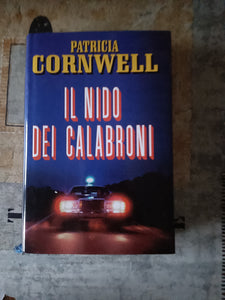 PATRICIA
CORNWELL
IL NIDO
DEI CALABRONI